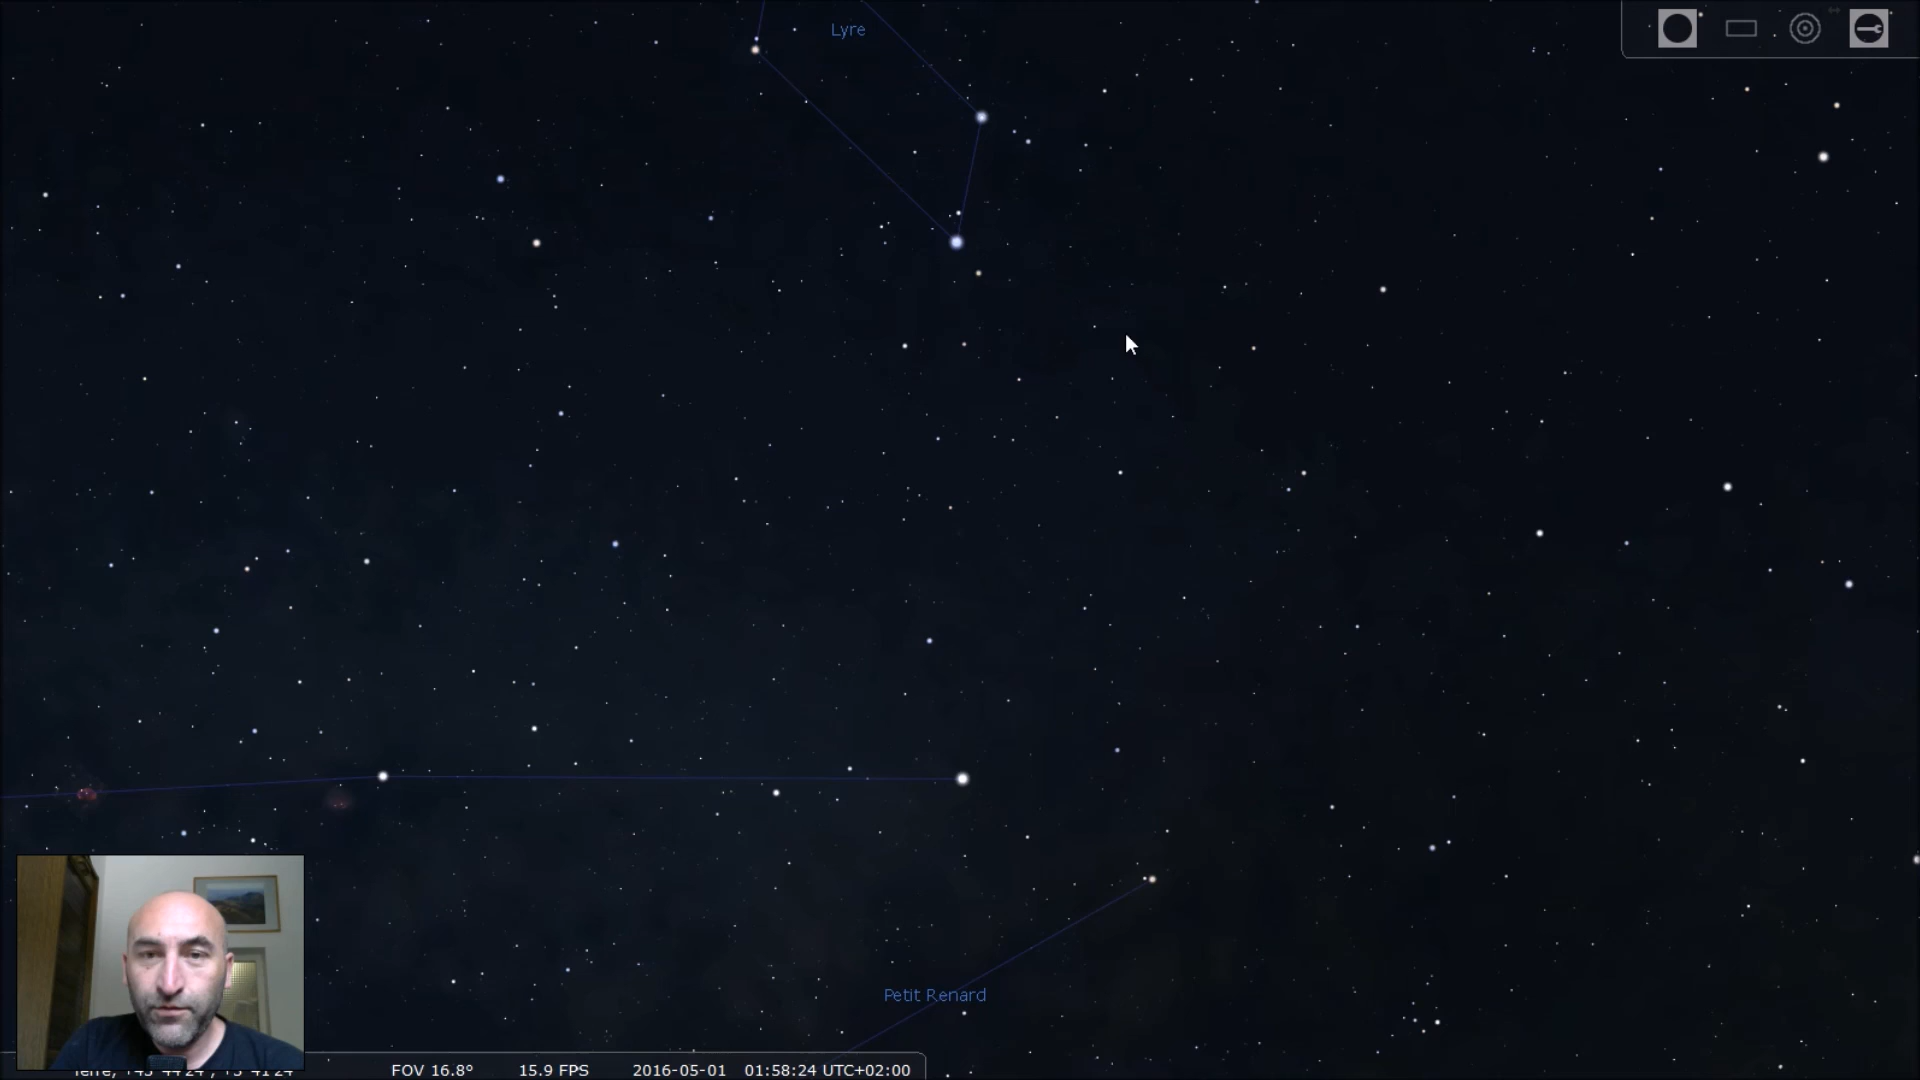 Lyre
Petit Renard
FOV 16.8°
15.9 FPS
2016-05-01 01:58:24 UTC+02:00